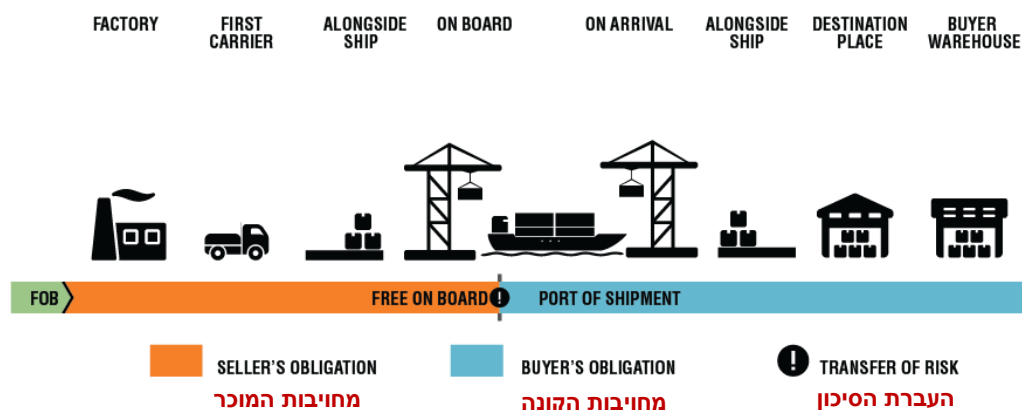 FACTORY
FIRST
CARRIER
ALONGSIDE
SHIP
ON BOARD
ON ARRIVAL
ALONGSIDE
SHIP
DESTINATION
PLACE
BUYER
WAREHOUSE
FOB
FREE ON BOARD
!
PORT OF SHIPMENT
SELLER'S OBLIGATION
BUYER'S OBLIGATION
!
TRANSFER OF RISK
מחויבות המוכר
מחויבות הקונה
העברת הסיכון